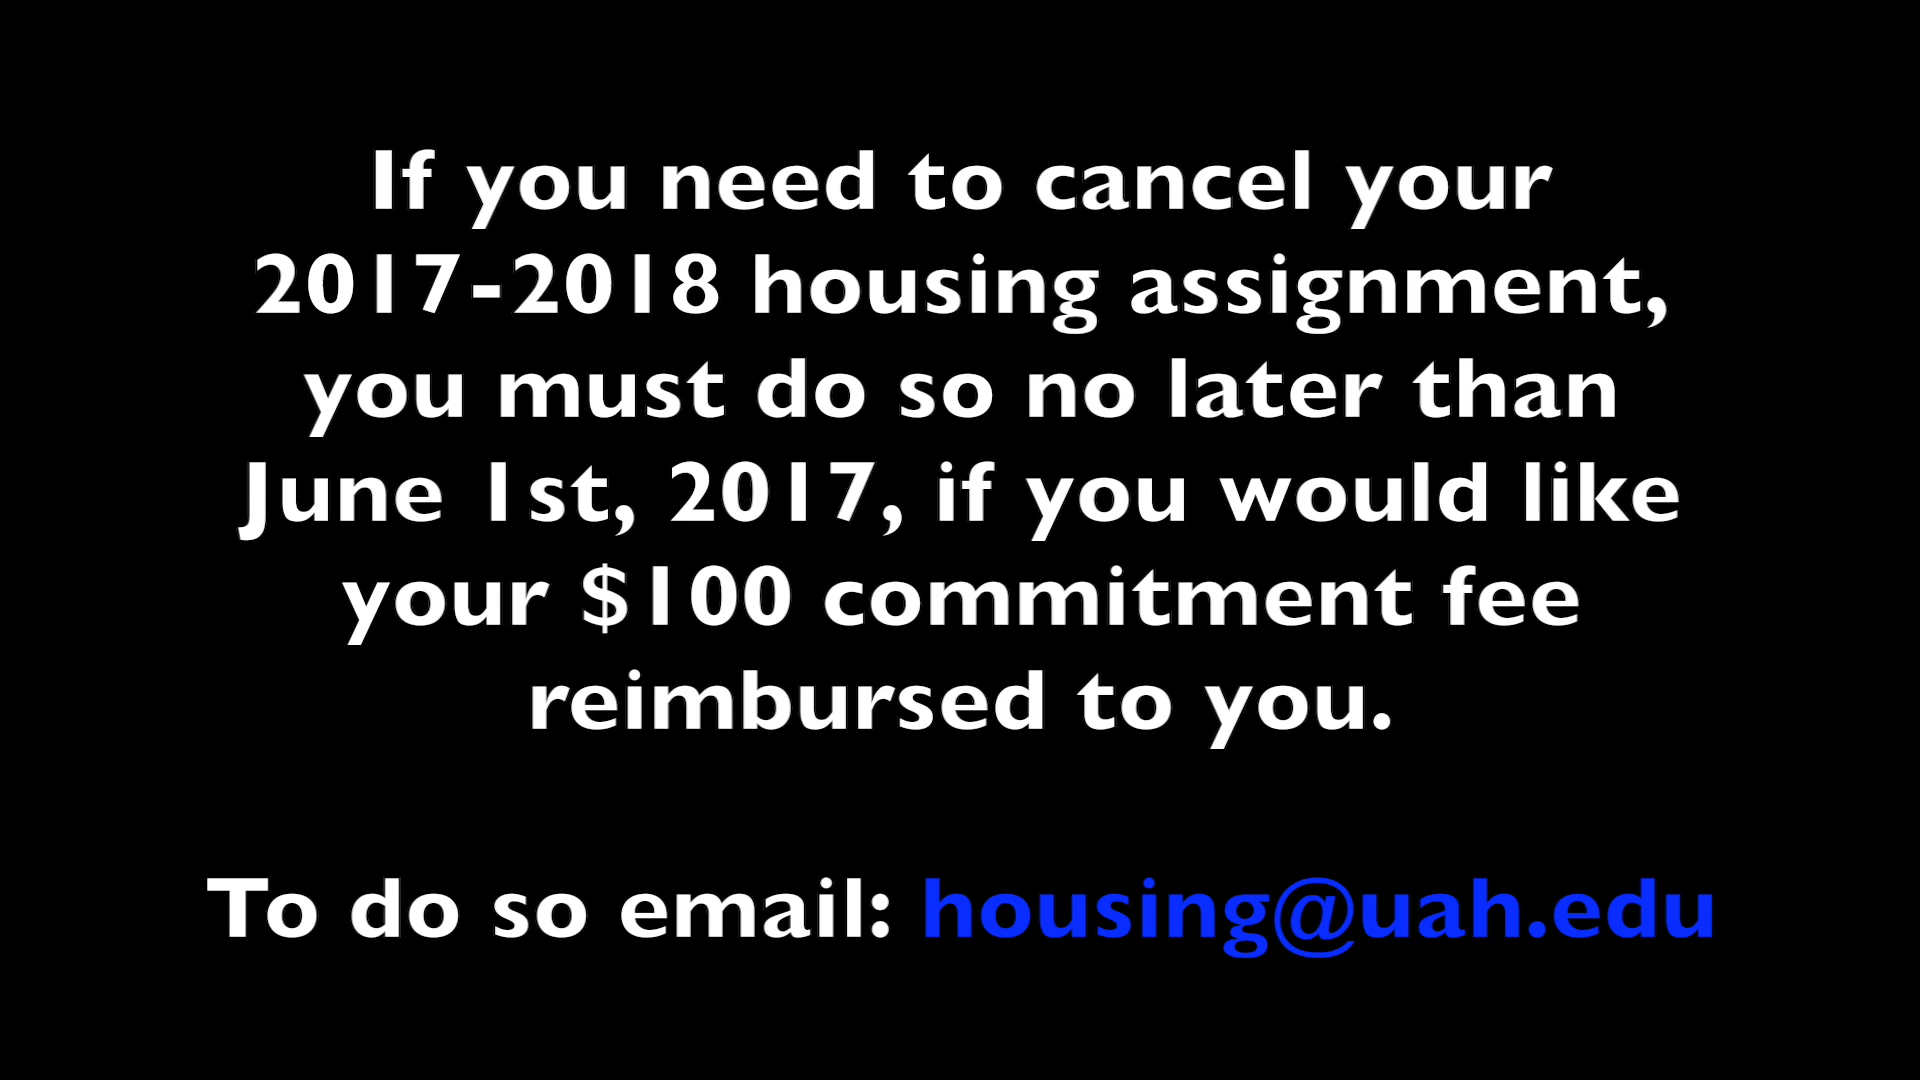 If you need to cancel your
2017-2018 housing assignment,
you must do so no later than
June 1st, 2017, if you would like
your $100 commitment fee
reimbursed to you.
To do so email: housing@uah.edu